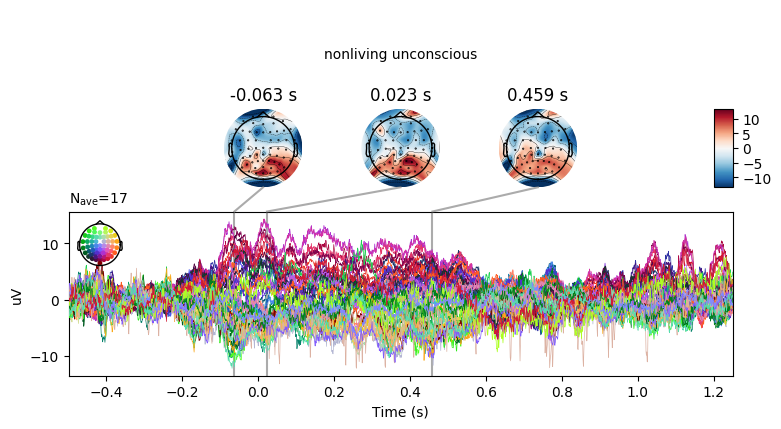 nonliving unconscious
-0.063 s 0.023 s 0.459 s
10
5
0
−5
−10
Nave=17
10
0
−10
uV
−0.4 −0.2 0.0 0.2 0.4 0.6 0.8 1.0 1.2
Time (s)